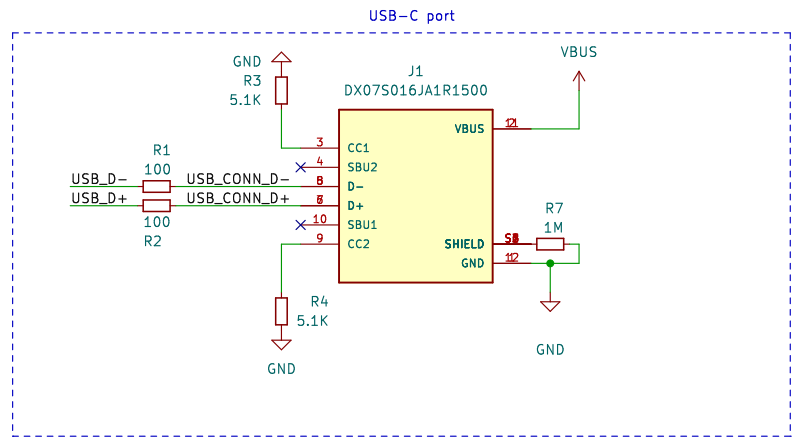 USB-C port
GND
R3
5.1K
J1
DX07S016JA1R1500
VBUS
3 CC1
4 SBU2
D-
D+
10 SBU1
9 CC2
VBUS
SHIELD
GND
12
R1
100
USB_D-
USB_CONN_D-
USB_D+
USB_CONN_D+
100
R2
R7
1M
R4
5.1K
GND
GND